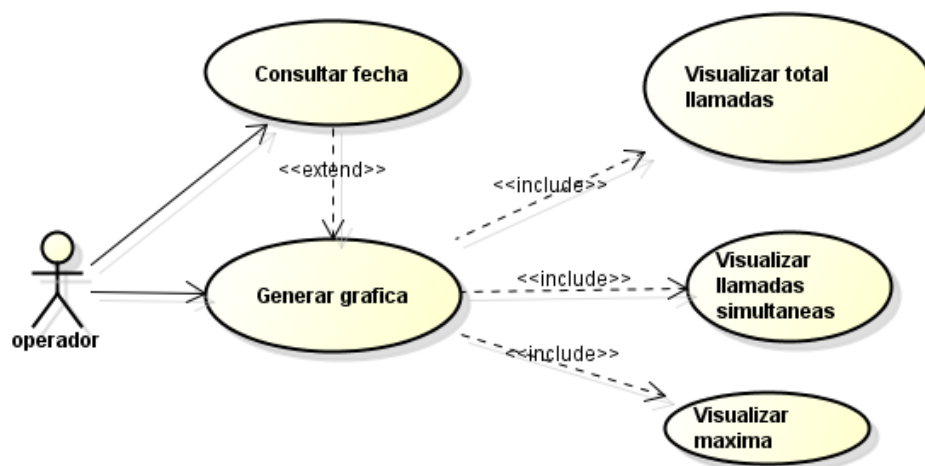 Consultar fecha
Visualizar total
llamadas
<<extend>>
<<include>>
Generar grafica
<<include>>
Visualizar
llamadas
simultaneas
operador
<<include>>
Visualizar
maxima